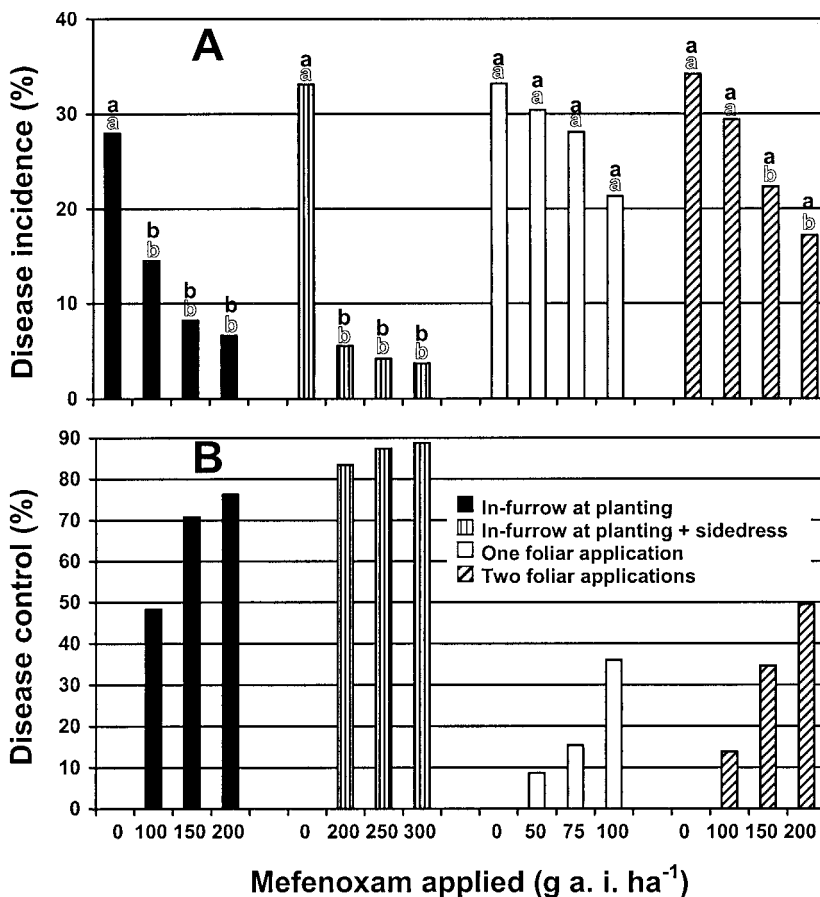 A
Disease incidence (%)
40
30
20
10
0
a
a
b
b
b
b
b
b
a
a
b
b
b
b
b
b
a
a
a
a
a
a
a
a
a
a
a
a
a
b
a
b
B
Disease control (%)
90
80
70
60
50
40
30
20
10
0
In-furrow at planting
In-furrow at planting + sidedress
One foliar application
Two foliar applications
0 100 150 200 0 200 250 300 0 50 75 100 0 100 150 200
Mefenoxam applied (g a. i. ha⁻¹)